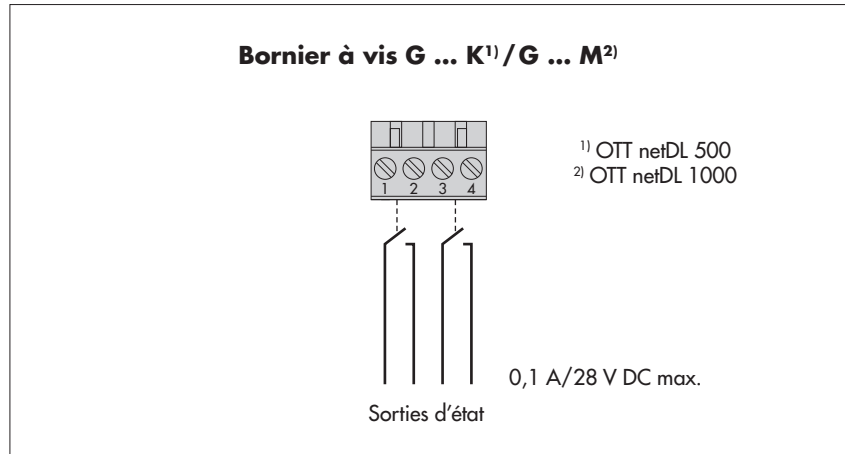 Bornier à vis G ... K¹⁾/G ... M²⁾
¹⁾ OTT netDL 500
²⁾ OTT netDL 1000
1 2 3 4
0,1 A/28 V DC max.
Sorties d'état